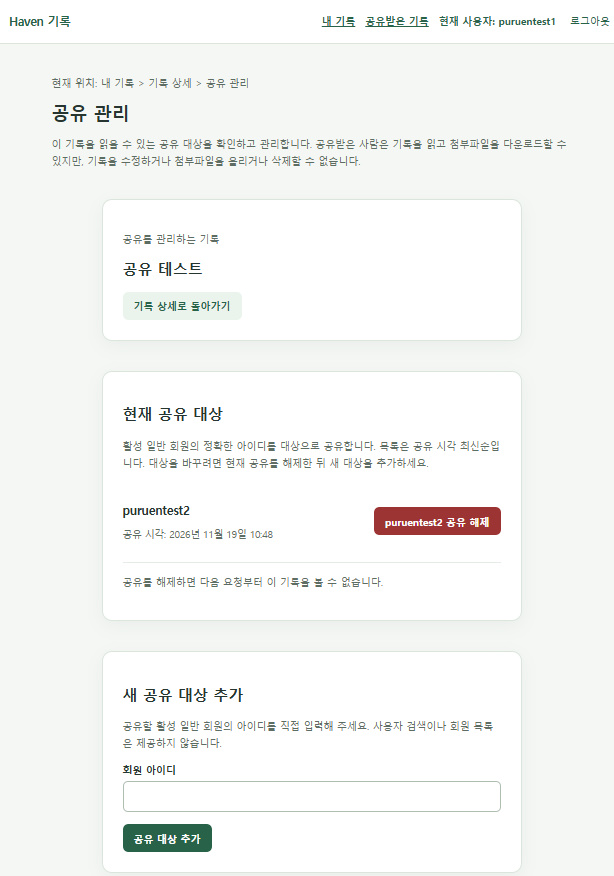 Haven 기록
내 기록 공유받은 기록 현재 사용자: puruentest1 로그아웃
현재 위치: 내 기록 > 기록 상세 > 공유 관리
공유 관리
이 기록을 읽을 수 있는 공유 대상을 확인하고 관리합니다. 공유받은 사람은 기록을 읽고 첨부파일을 다운로드할 수
있지만, 기록을 수정하거나 첨부파일을 올리거나 삭제할 수 없습니다.
공유를 관리하는 기록
공유 테스트
기록 상세로 돌아가기
현재 공유 대상
활성 일반 회원의 정확한 아이디를 대상으로 공유합니다. 목록은 공유 시각 최신순입
니다. 대상을 바꾸려면 현재 공유를 해제한 뒤 새 대상을 추가하세요.
puruentest2
공유 시각: 2026년 11월 19일 10:48
puruentest2 공유 해제
공유를 해제하면 다음 요청부터 이 기록을 볼 수 없습니다.
새 공유 대상 추가
공유할 활성 일반 회원의 아이디를 직접 입력해 주세요. 사용자 검색이나 회원 목록
은 제공하지 않습니다.
회원 아이디
공유 대상 추가